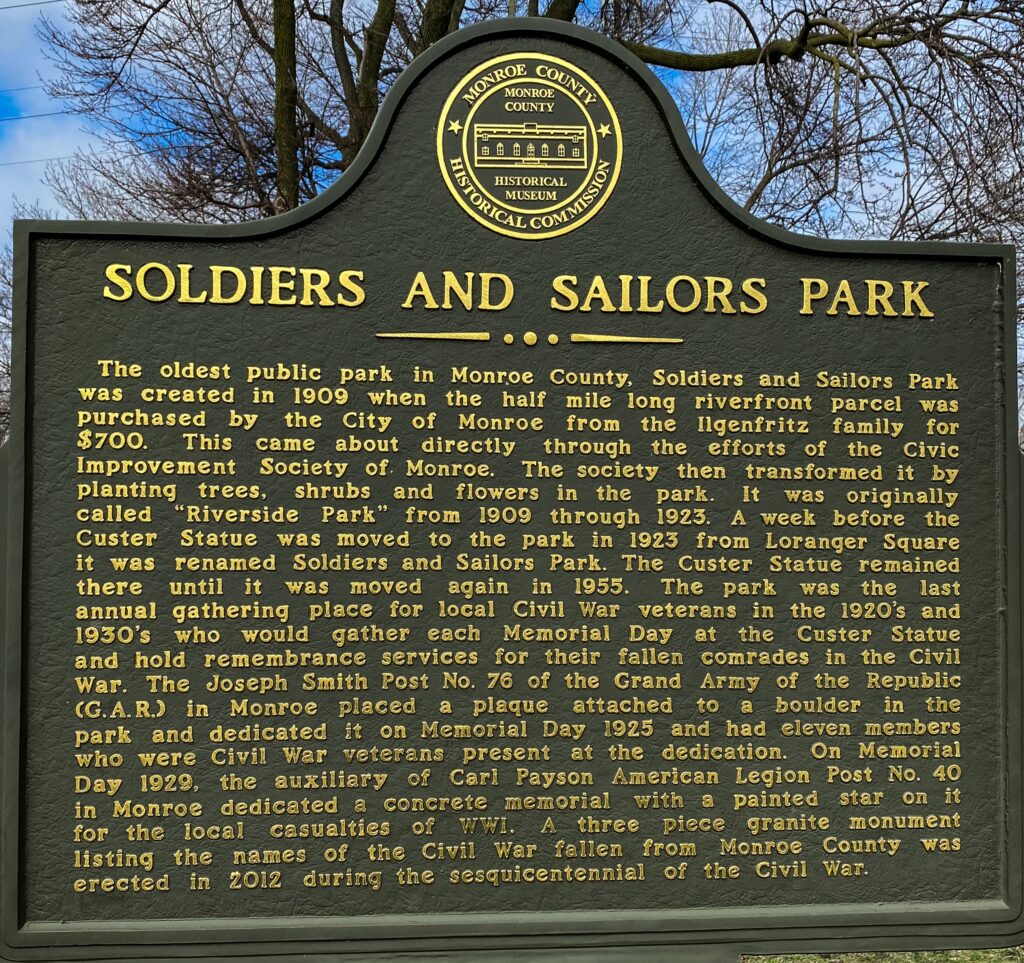 MONROE COUNTY
HISTORICAL COMMISSION
MONROE
COUNTY
HISTORICAL
MUSEUM
SOLDIERS AND SAILORS PARK
The oldest public park in Monroe County, Soldiers and Sailors Park
was created in 1909 when the half mile long riverfront parcel was
purchased by the City of Monroe from the Ilgenfritz family for
$700. This came about directly through the efforts of the Civic
Improvement Society of Monroe. The society then transformed it by
planting trees, shrubs and flowers in the park. It was originally
called "Riverside Park" from 1909 through 1923. A week before the
Custer Statue was moved to the park in 1923 from Loranger Square
it was renamed Soldiers and Sailors Park. The Custer Statue remained
there until it was moved again in 1955. The park was the last
annual gathering place for local Civil War veterans in the 1920's and
1930's who would gather each Memorial Day at the Custer Statue
and hold remembrance services for their fallen comrades in the Civil
War. The Joseph Smith Post No. 76 of the Grand Army of the Republic
(G.A.R.) in Monroe placed a plaque attached to a boulder in the
park and dedicated it on Memorial Day 1925 and had eleven members
who were Civil War veterans present at the dedication. On Memorial
Day 1929, the auxiliary of Carl Payson American Legion Post No. 40
in Monroe dedicated a concrete memorial with a painted star on it
for the local casualties of WWI. A three piece granite monument
listing the names of the Civil War fallen from Monroe County was
erected in 2012 during the sesquicentennial of the Civil War.